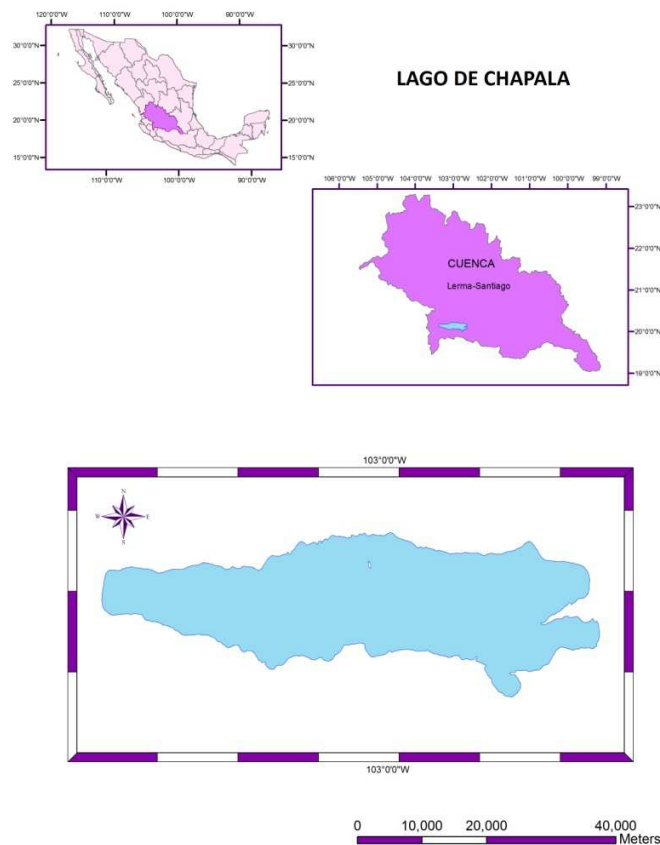 120°0'0"W 110°0'0"W 100°0'0"W 90°0'0"W
30°0'0"N 30°0'0"N
25°0'0"N 25°0'0"N
20°0'0"N 20°0'0"N
15°0'0"N 15°0'0"N
110°0'0"W 100°0'0"W 90°0'0"W
LAGO DE CHAPALA
106°0'0"W 105°0'0"W 104°0'0"W 103°0'0"W 102°0'0"W 101°0'0"W 100°0'0"W 99°0'0"W
23°0'0"N
22°0'0"N
21°0'0"N
20°0'0"N
19°0'0"N
CUENCA
Lerma-Santiago
103°0'0"W
N
W E
S
103°0'0"W
0 10,000 20,000 40,000
Meters